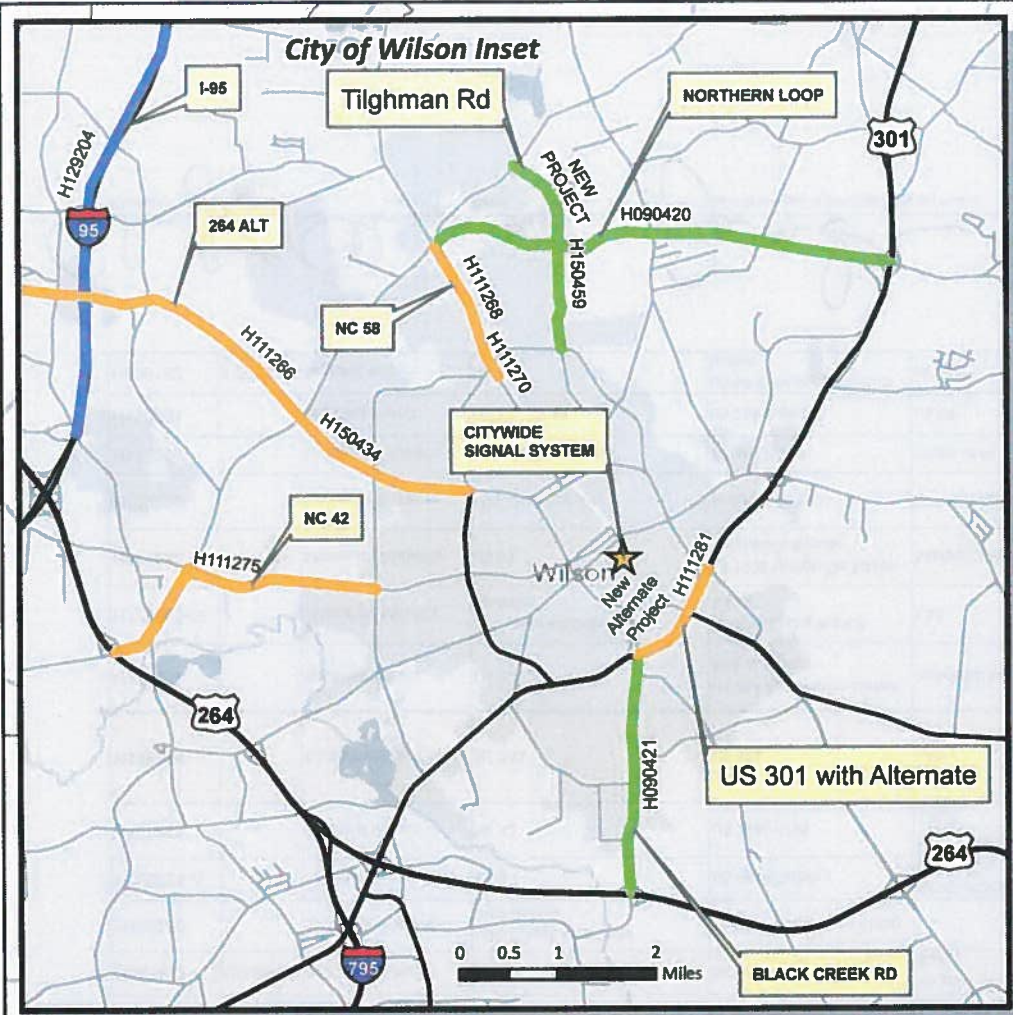 City of Wilson Inset
I-95
Tilghman Rd
NORTHERN LOOP
301
H129204
NEW
PROJECT
95
264 ALT
H090420
H150459
H111268
NC 58
H111270
H111266
H150434
CITYWIDE
SIGNAL SYSTEM
NC 42
H111275
Wilson
New
Alternate
Project
H111281
264
US 301 with Alternate
H090421
264
795
0 0.5 1 2
Miles
BLACK CREEK RD